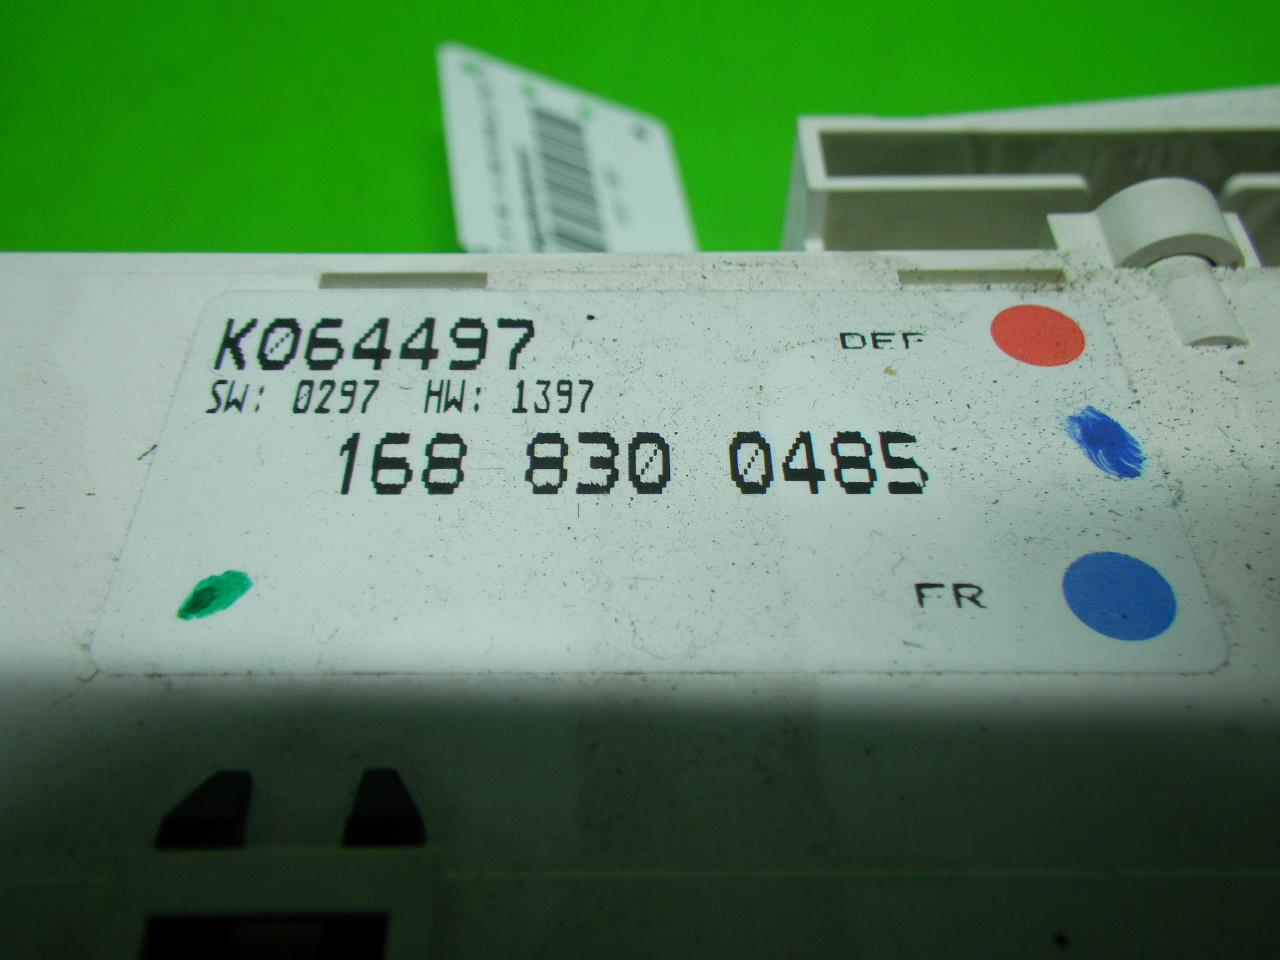 K064497
DEF
SW: 0297 HW: 1397
168 830 0485
FR